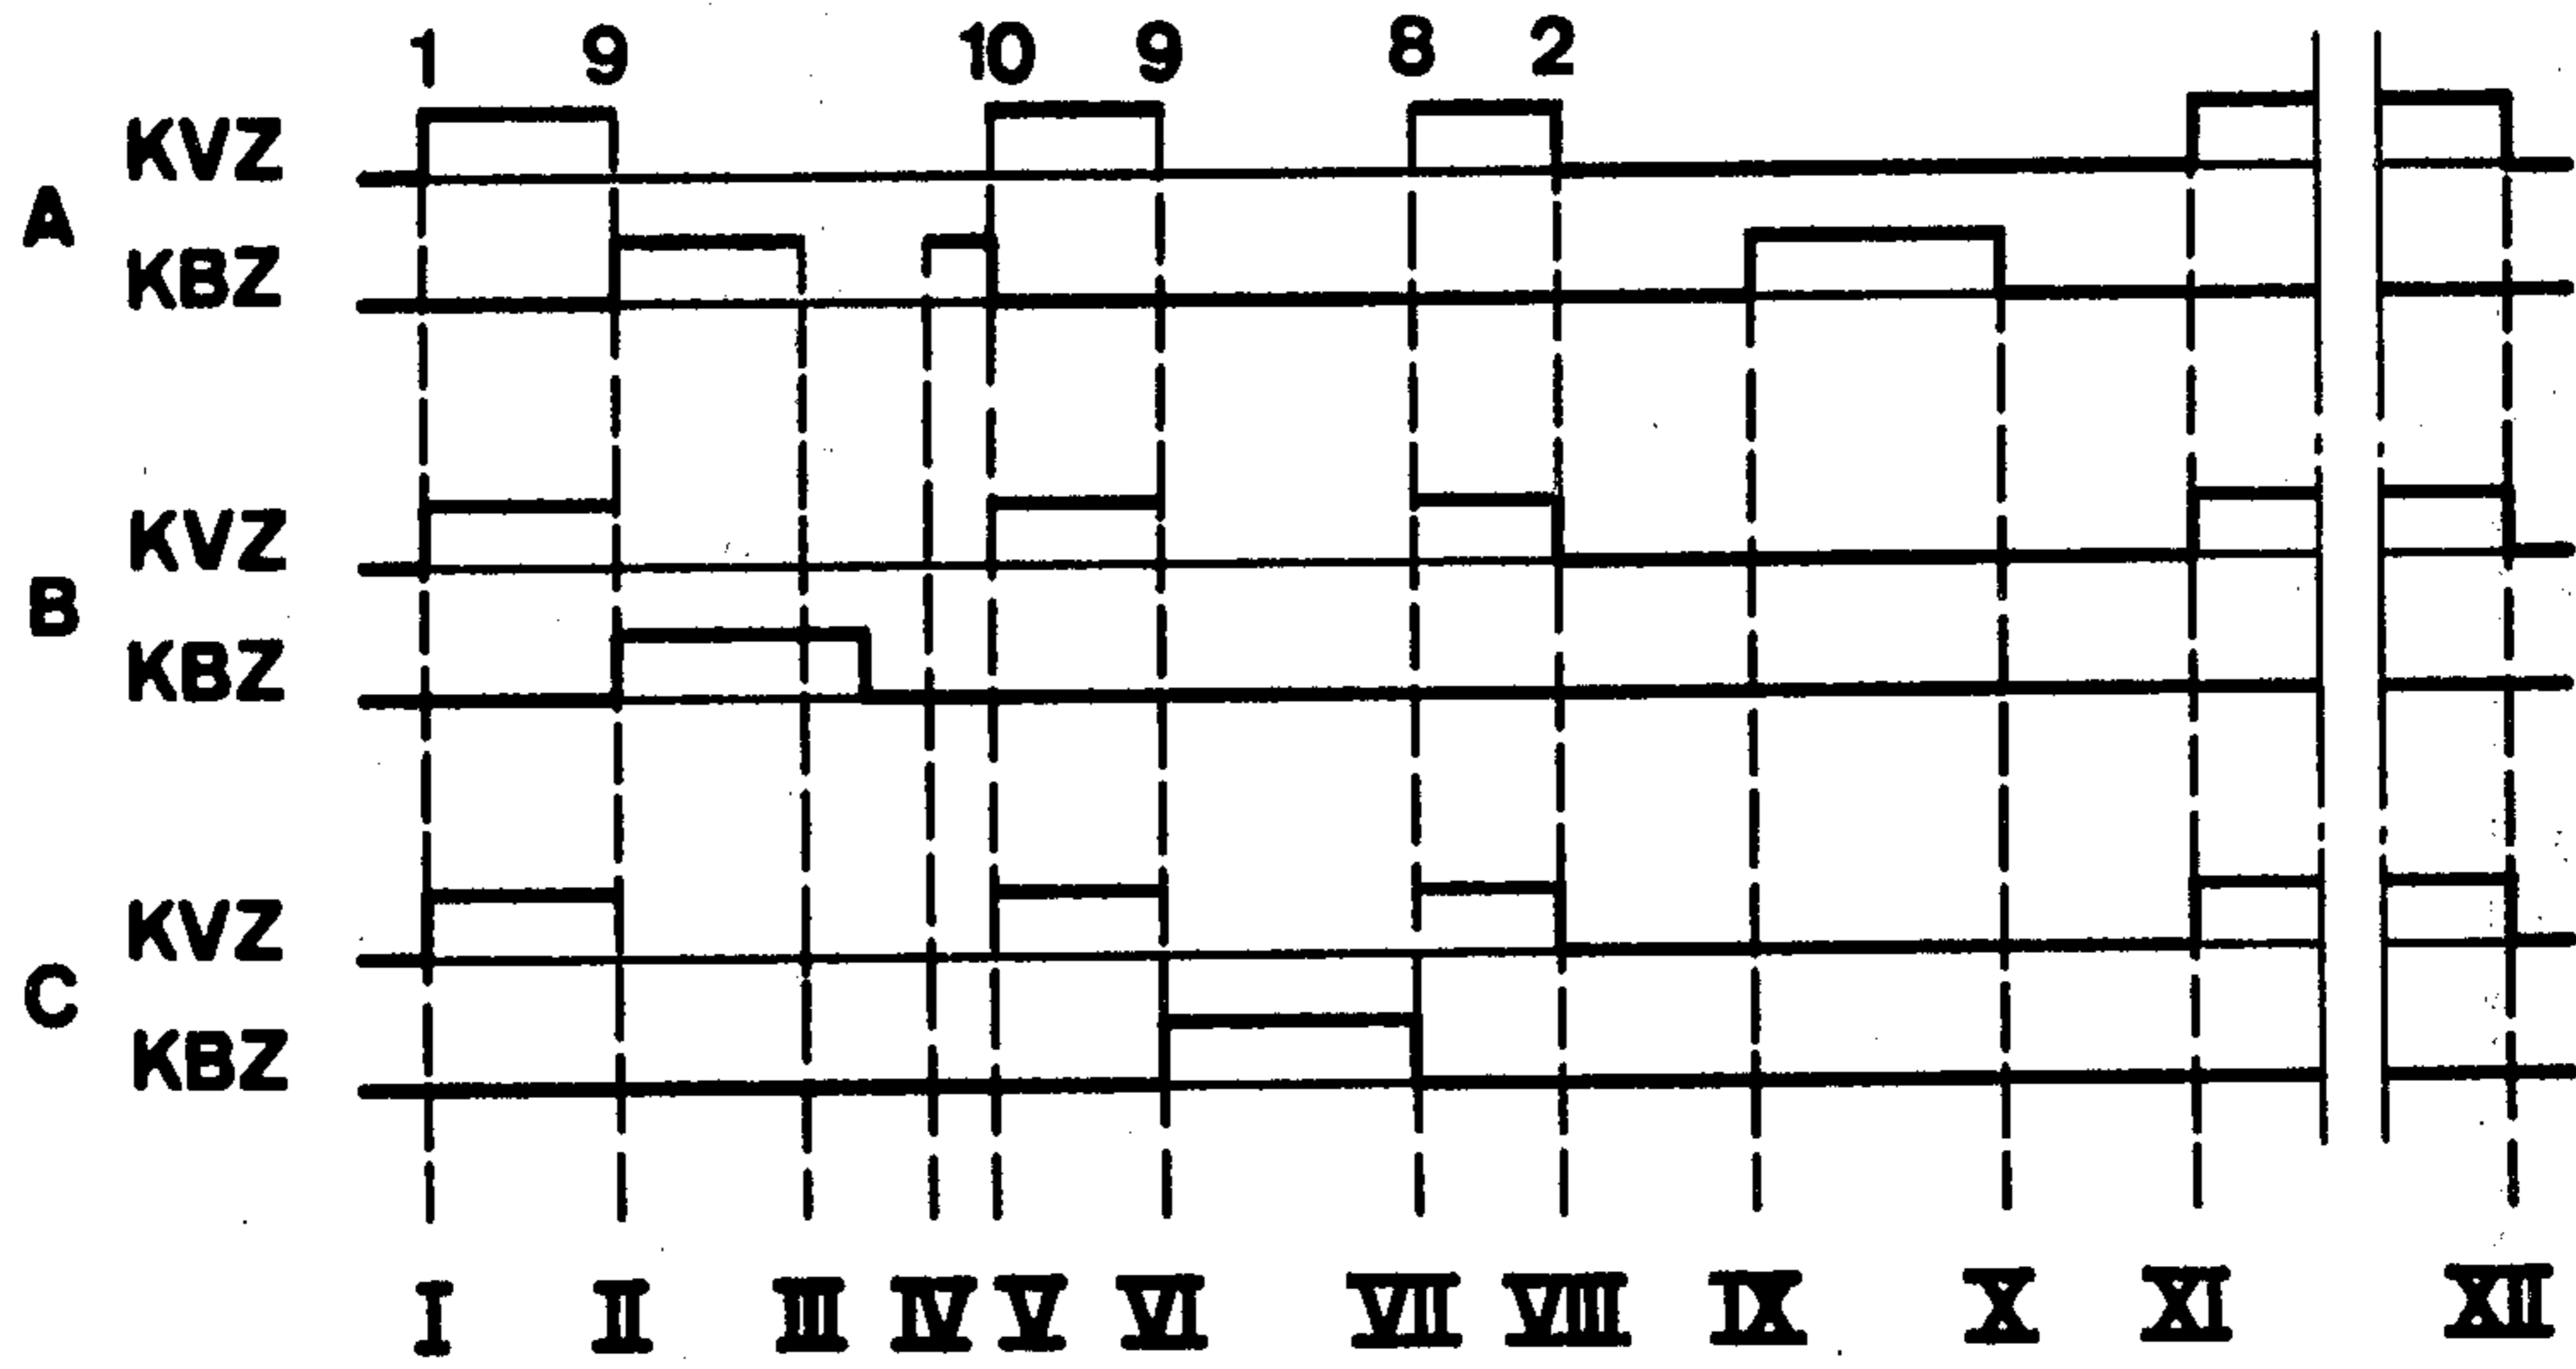 1 9 10 9 8 2
KVZ
A
KBZ
KVZ
B
KBZ
KVZ
C
KBZ
I II III IV V VI VII VIII IX X XI XII